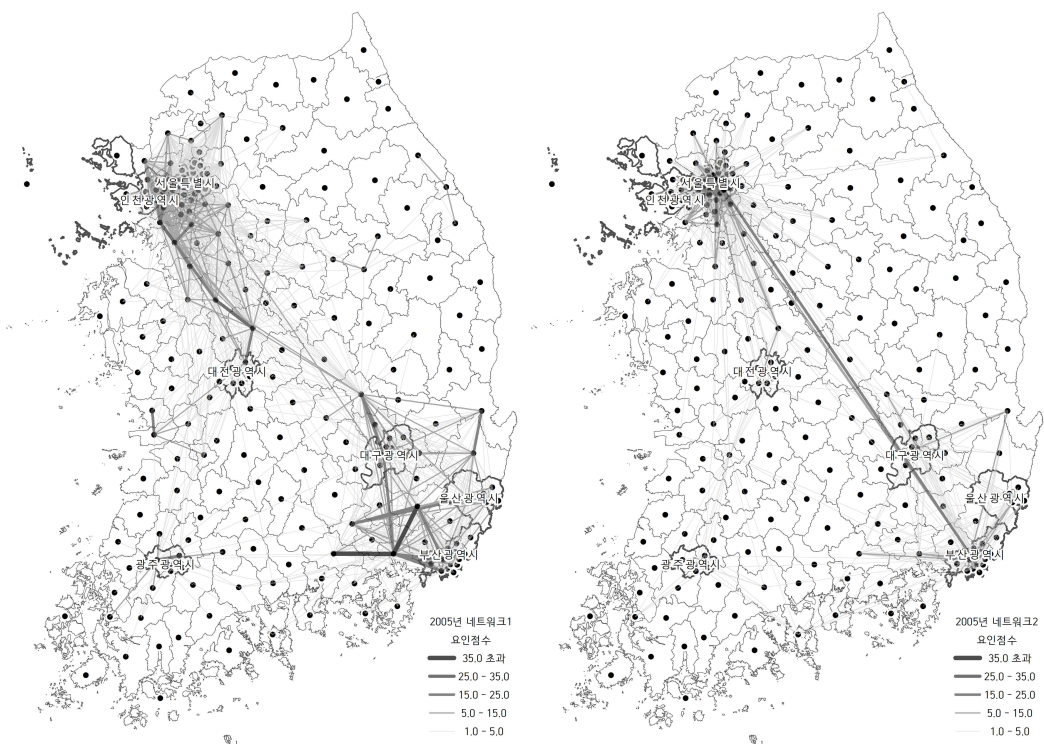 서울특별시
인천광역시
대전광역시
대구광역시
울산광역시
부산광역시
광주광역시
2005년 네트워크1
요인점수
35.0 초과
25.0 - 35.0
15.0 - 25.0
5.0 - 15.0
1.0 - 5.0
서울특별시
인천광역시
대전광역시
대구광역시
울산광역시
부산광역시
광주광역시
2005년 네트워크2
요인점수
35.0 초과
25.0 - 35.0
15.0 - 25.0
5.0 - 15.0
1.0 - 5.0